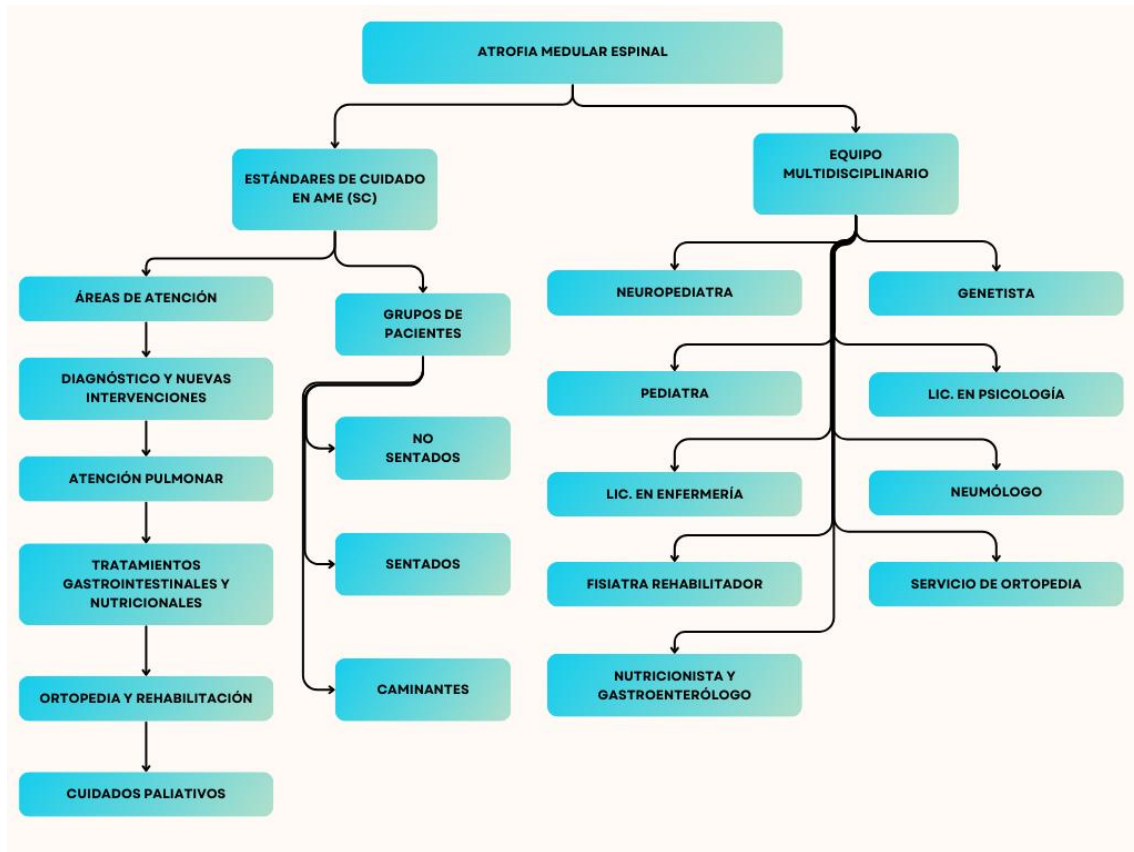 ATROFIA MEDULAR ESPINAL
ESTÁNDARES DE CUIDADO
EN AME (SC)
ÁREAS DE ATENCIÓN
DIAGNÓSTICO Y NUEVAS
INTERVENCIONES
ATENCIÓN PULMONAR
TRATAMIENTOS
GASTROINTESTINALES Y
NUTRICIONALES
ORTOPEDIA Y REHABILITACIÓN
CUIDADOS PALIATIVOS
GRUPOS DE
PACIENTES
NO
SENTADOS
SENTADOS
CAMINANTES
EQUIPO
MULTIDISCIPLINARIO
NEUROPEDIATRA
GENETISTA
PEDIATRA
LIC. EN PSICOLOGÍA
LIC. EN ENFERMERÍA
NEUMÓLOGO
FISIATRA REHABILITADOR
SERVICIO DE ORTOPEDIA
NUTRICIONISTA Y
GASTROENTERÓLOGO